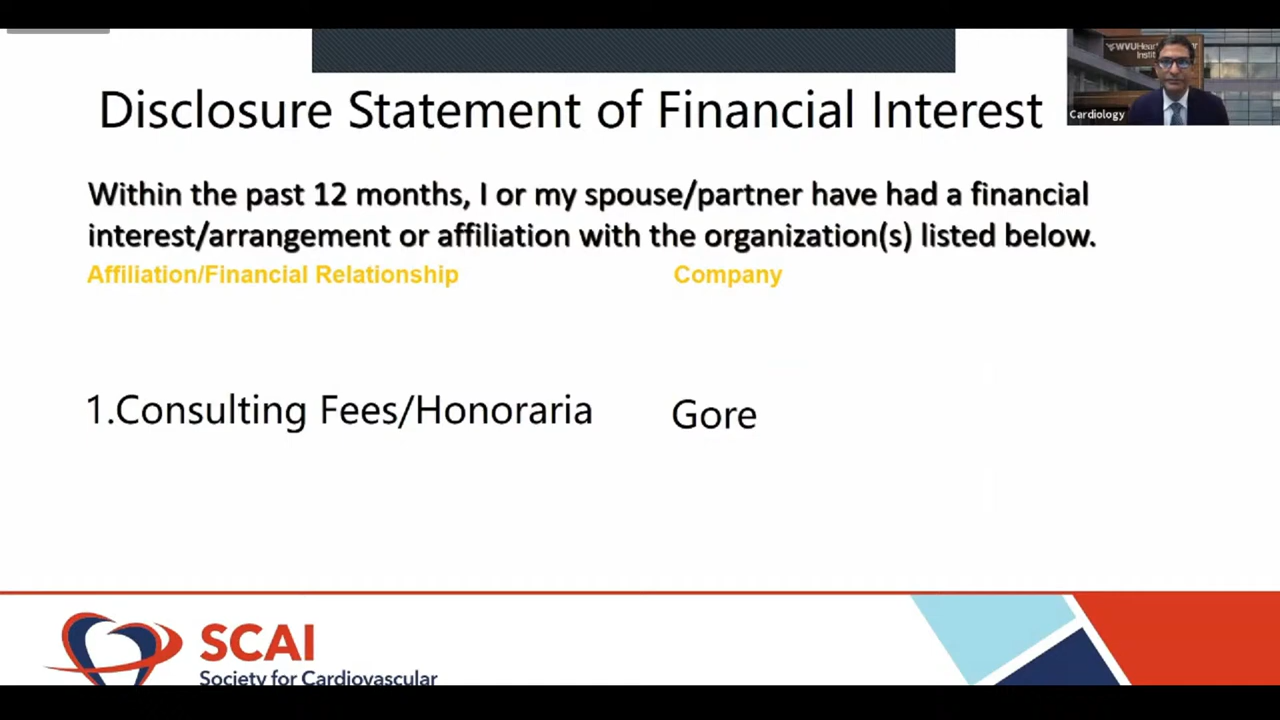 WVUHeart
Insti
Cardiology
Disclosure Statement of Financial Interest
Within the past 12 months, I or my spouse/partner have had a financial
interest/arrangement or affiliation with the organization(s) listed below.
Affiliation/Financial Relationship Company
1.Consulting Fees/Honoraria Gore
SCAI
Society for Cardiovascular